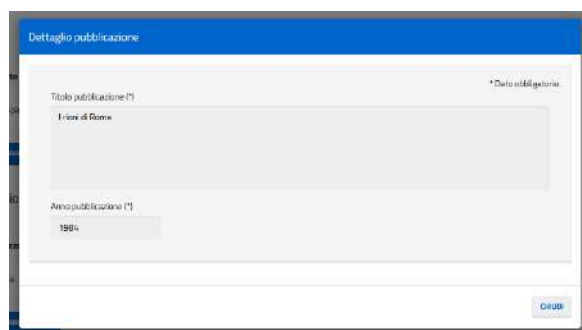 Dettaglio pubblicazione
* Dato obbligatorio
Titolo pubblicazione (*)
I rioni di Roma
Anno pubblicazione (*)
1984
CHIUDI